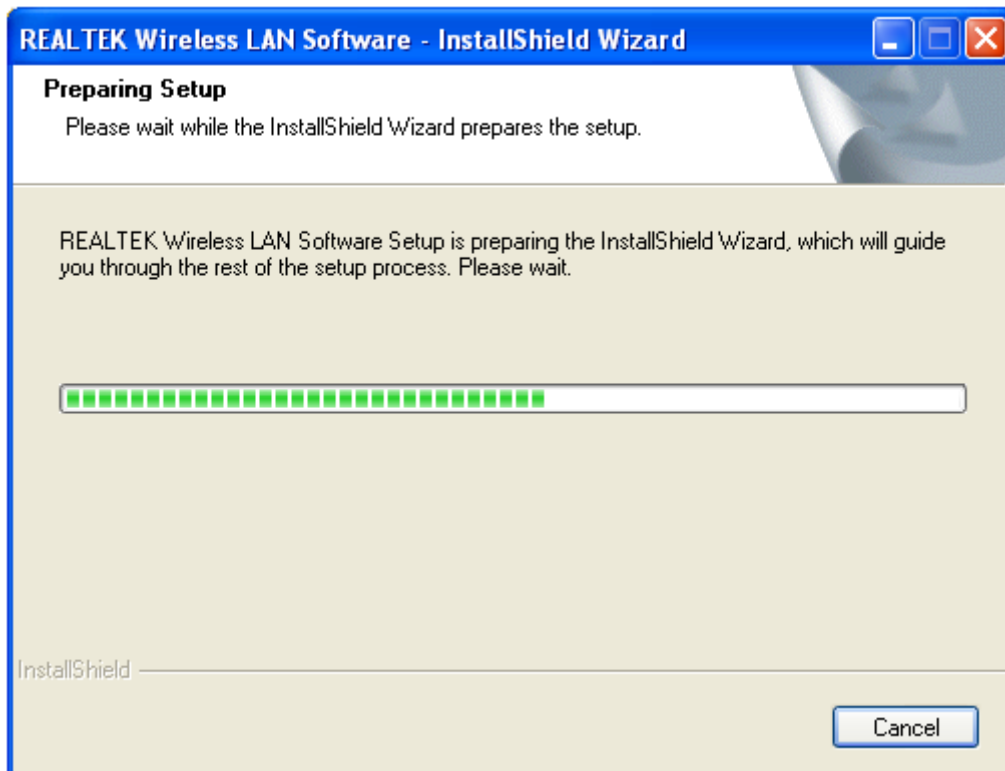 REALTEK Wireless LAN Software - InstallShield Wizard
Preparing Setup
Please wait while the InstallShield Wizard prepares the setup.
REALTEK Wireless LAN Software Setup is preparing the InstallShield Wizard, which will guide
you through the rest of the setup process. Please wait.
InstallShield
Cancel